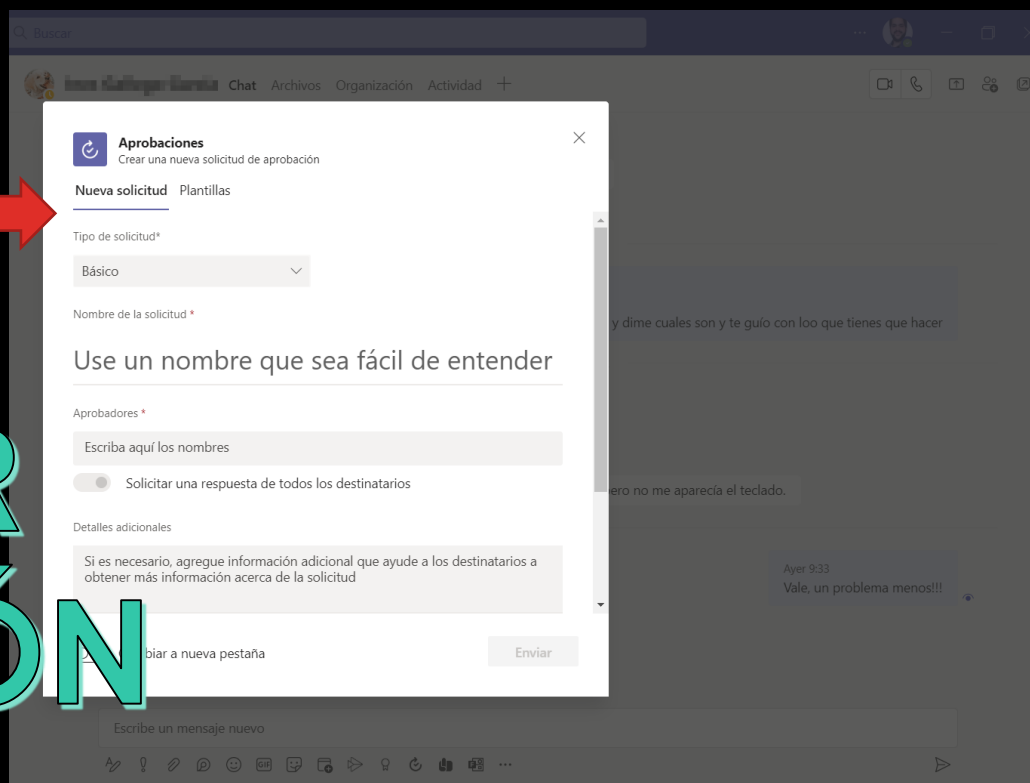 Buscar
Chat Archivos Organización Actividad
Aprobaciones
Crear una nueva solicitud de aprobación
Nueva solicitud Plantillas
Tipo de solicitud*
Básico
Nombre de la solicitud *
y dime cuales son y te guío con loo que tienes que hacer
Use un nombre que sea fácil de entender
Aprobadores *
Escriba aquí los nombres
Solicitar una respuesta de todos los destinatarios
ero no me aparecía el teclado.
R
Detalles adicionales
Si es necesario, agregue información adicional que ayude a los destinatarios a
obtener más información acerca de la solicitud
Ayer 9:33
Vale, un problema menos!!!
ÓN
biar a nueva pestaña
Enviar
Escribe un mensaje nuevo
GIF